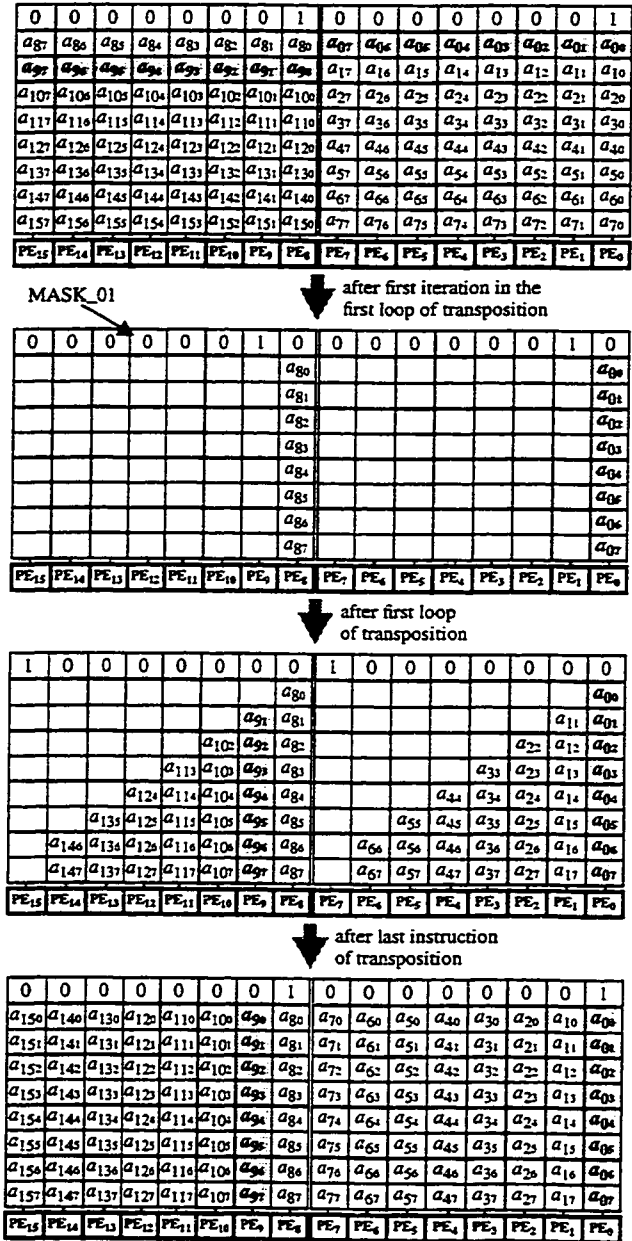 0 0 0 0 0 0 0 1 0 0 0 0 0 0 0 1
a87 a86 a85 a84 a83 a82 a81 a80 a07 a06 a05 a04 a03 a02 a01 a00
a97 a96 a95 a94 a93 a92 a91 a90 a17 a16 a15 a14 a13 a12 a11 a10
a107 a106 a105 a104 a103 a102 a101 a100 a27 a26 a25 a24 a23 a22 a21 a20
a117 a116 a115 a114 a113 a112 a111 a110 a37 a36 a35 a34 a33 a32 a31 a30
a127 a126 a125 a124 a123 a122 a121 a120 a47 a46 a45 a44 a43 a42 a41 a40
a137 a136 a135 a134 a133 a132 a131 a130 a57 a56 a55 a54 a53 a52 a51 a50
a147 a146 a145 a144 a143 a142 a141 a140 a67 a66 a65 a64 a63 a62 a61 a60
a157 a156 a155 a154 a153 a152 a151 a150 a77 a76 a75 a74 a73 a72 a71 a70
PE15 PE14 PE13 PE12 PE11 PE10 PE9 PE8 PE7 PE6 PE5 PE4 PE3 PE2 PE1 PE0
after first iteration in the
first loop of transposition
MASK_01
0 0 0 0 0 0 1 0 0 0 0 0 0 0 1 0
a80 a00
a81 a01
a82 a02
a83 a03
a84 a04
a85 a05
a86 a06
a87 a07
PE15 PE14 PE13 PE12 PE11 PE10 PE9 PE8 PE7 PE6 PE5 PE4 PE3 PE2 PE1 PE0
after first loop
of transposition
1 0 0 0 0 0 0 0 1 0 0 0 0 0 0 0
a80 a00
a91 a81 a11 a01
a102 a92 a82 a22 a12 a02
a113 a103 a93 a83 a33 a23 a13 a03
a124 a114 a104 a94 a84 a44 a34 a24 a14 a04
a135 a125 a115 a105 a95 a85 a55 a45 a35 a25 a15 a05
a146 a136 a126 a116 a106 a96 a86 a66 a56 a46 a36 a26 a16 a06
a147 a137 a127 a117 a107 a97 a87 a67 a57 a47 a37 a27 a17 a07
PE15 PE14 PE13 PE12 PE11 PE10 PE9 PE8 PE7 PE6 PE5 PE4 PE3 PE2 PE1 PE0
after last instruction
of transposition
0 0 0 0 0 0 0 1 0 0 0 0 0 0 0 1
a150 a140 a130 a120 a110 a100 a90 a80 a70 a60 a50 a40 a30 a20 a10 a00
a151 a141 a131 a121 a111 a101 a91 a81 a71 a61 a51 a41 a31 a21 a11 a01
a152 a142 a132 a122 a112 a102 a92 a82 a72 a62 a52 a42 a32 a22 a12 a02
a153 a143 a133 a123 a113 a103 a93 a83 a73 a63 a53 a43 a33 a23 a13 a03
a154 a144 a134 a124 a114 a104 a94 a84 a74 a64 a54 a44 a34 a24 a14 a04
a155 a145 a135 a125 a115 a105 a95 a85 a75 a65 a55 a45 a35 a25 a15 a05
a156 a146 a136 a126 a116 a106 a96 a86 a76 a66 a56 a46 a36 a26 a16 a06
a157 a147 a137 a127 a117 a107 a97 a87 a77 a67 a57 a47 a37 a27 a17 a07
PE15 PE14 PE13 PE12 PE11 PE10 PE9 PE8 PE7 PE6 PE5 PE4 PE3 PE2 PE1 PE0